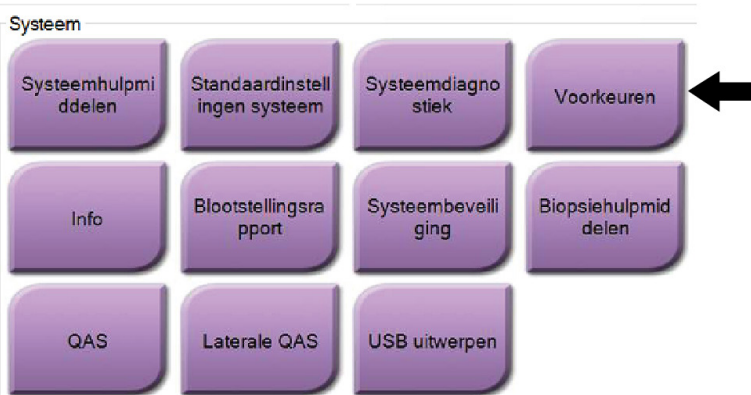 Systeem
Systeemhulpmi
ddelen
Standaardinstell
ingen systeem
Systeemdiagno
stiek
Voorkeuren
Info
Blootstellingsra
pport
Systeembeveili
ging
Biopsiehulpmid
delen
QAS
Laterale QAS
USB uitwerpen